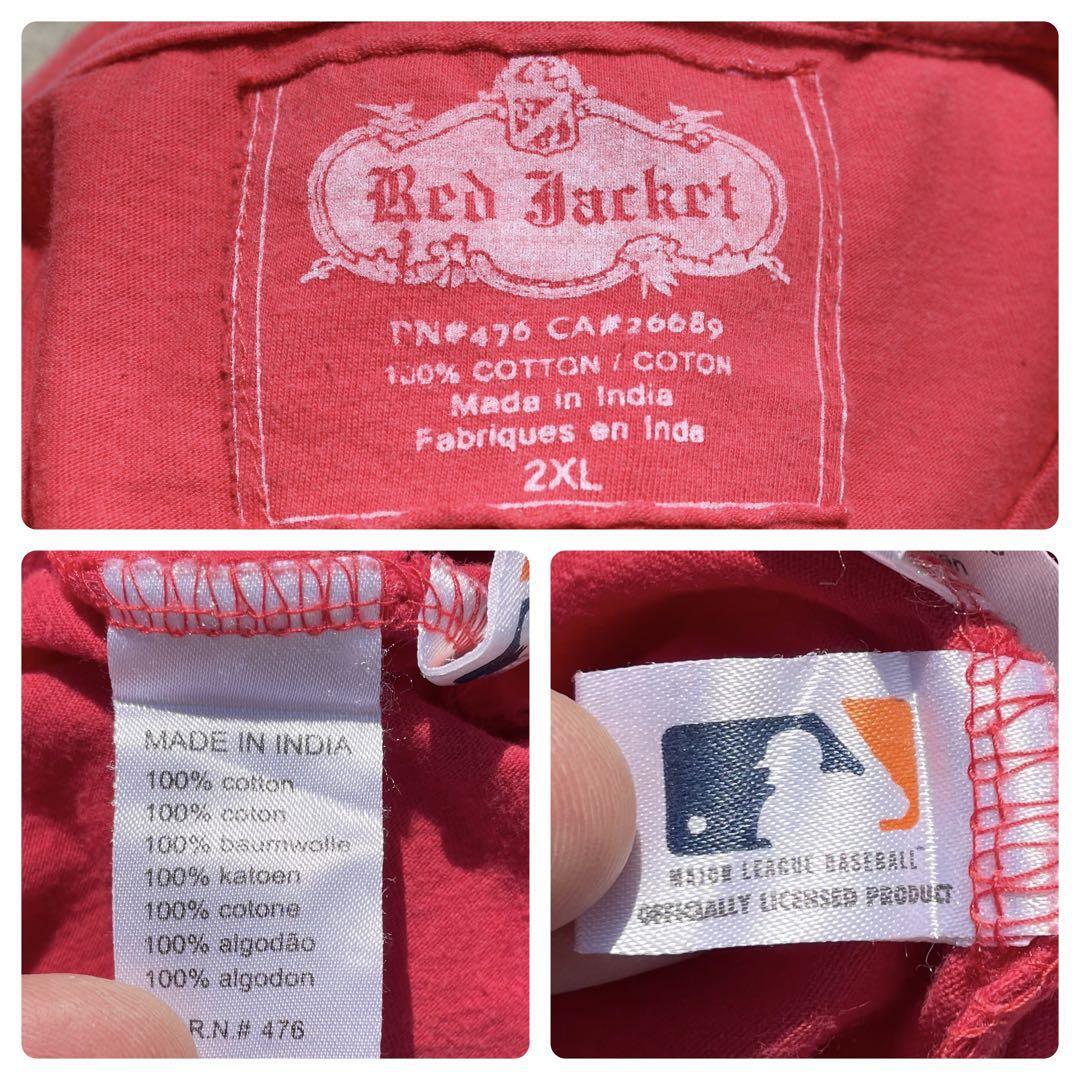 Red Jacket
RN#476 CA#26689
100% COTTON / COTON
Made in India
Fabriques en Inde
2XL
MADE IN INDIA
100% cotton
100% coton
100% baumwolle
100% katoen
100% cotone
100% algodão
100% algodon
R.N.# 476
MAJOR LEAGUE BASEBALL™
OFFICIALLY LICENSED PRODUCT